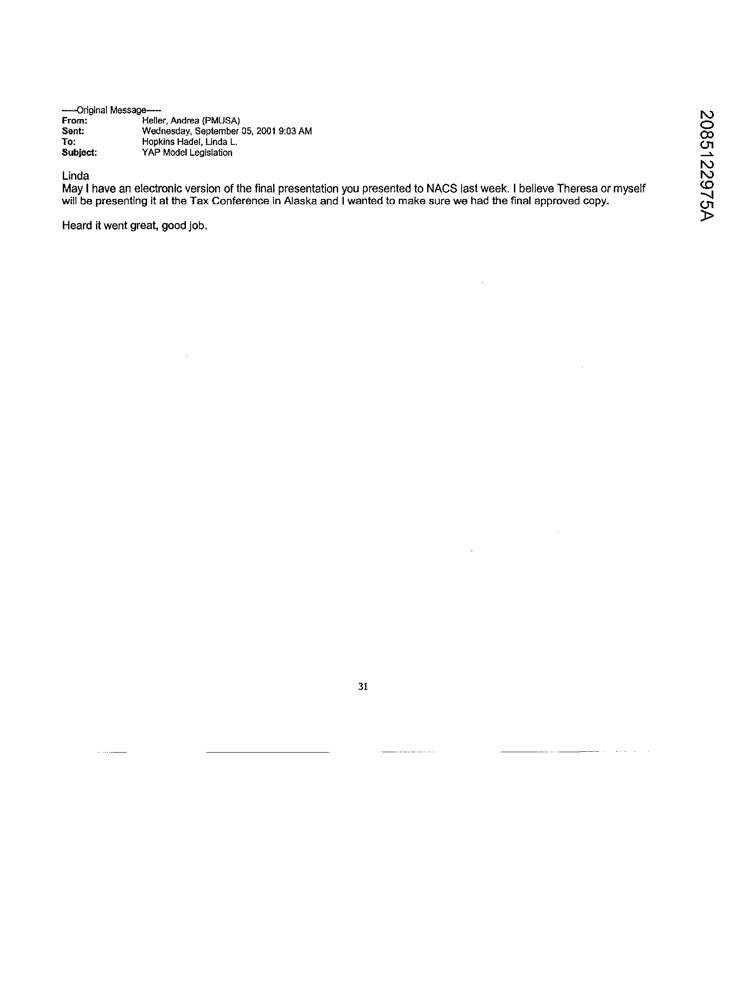 -----Original Message-----
From: Heller, Andrea (PMUSA)
Sent: Wednesday, September 05, 2001 9:03 AM
To: Hopkins Hadel, Linda L.
Subject: YAP Model Legislation
Linda
May I have an electronic version of the final presentation you presented to NACS last week. I believe Theresa or myself
will be presenting it at the Tax Conference in Alaska and I wanted to make sure we had the final approved copy.
Heard it went great, good job.
2085122975A
31